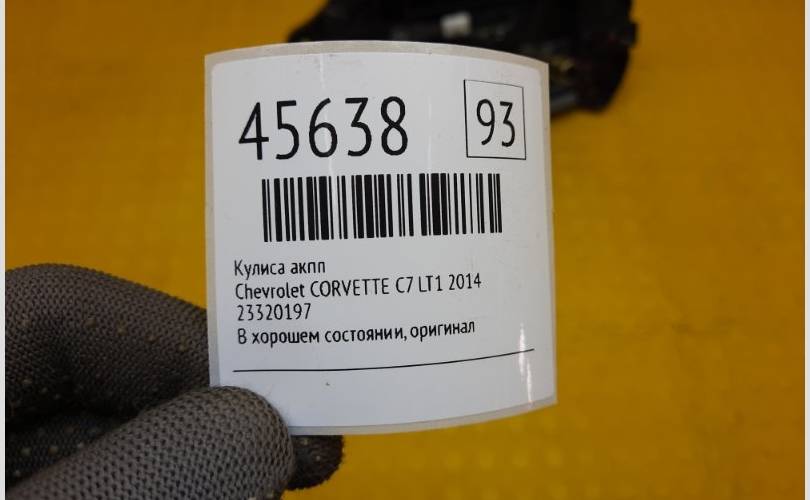 45638 93
Кулиса акпп
Chevrolet CORVETTE C7 LT1 2014
23320197
В хорошем состоянии, оригинал